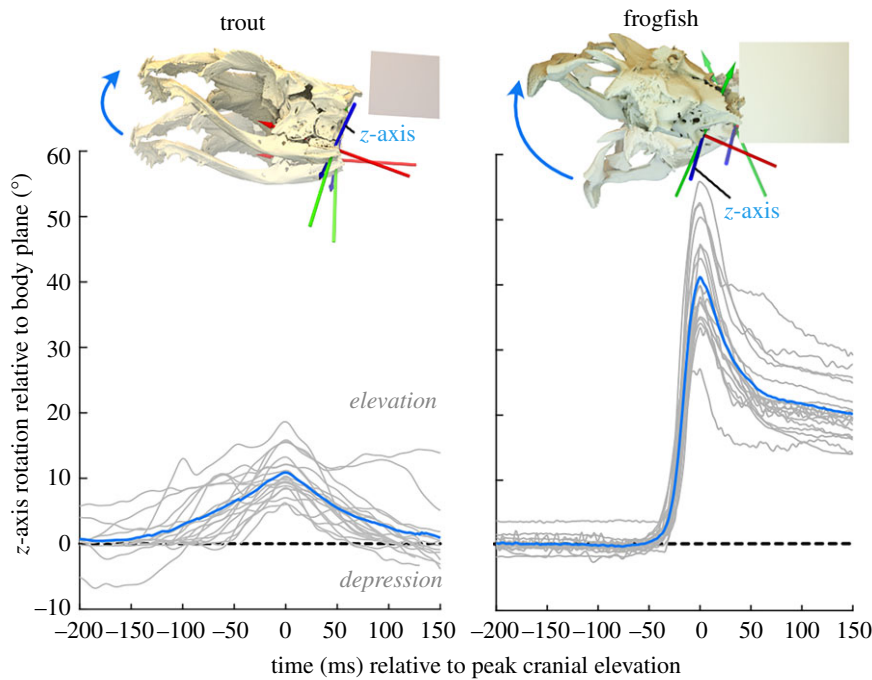 trout
frogfish
z-axis
z-axis
z-axis rotation relative to body plane (°)
60
50
40
30
20
10
0
–10
elevation
depression
–200 –150 –100 –50 0 50 100 150
–200 –150 –100 –50 0 50 100 150
time (ms) relative to peak cranial elevation